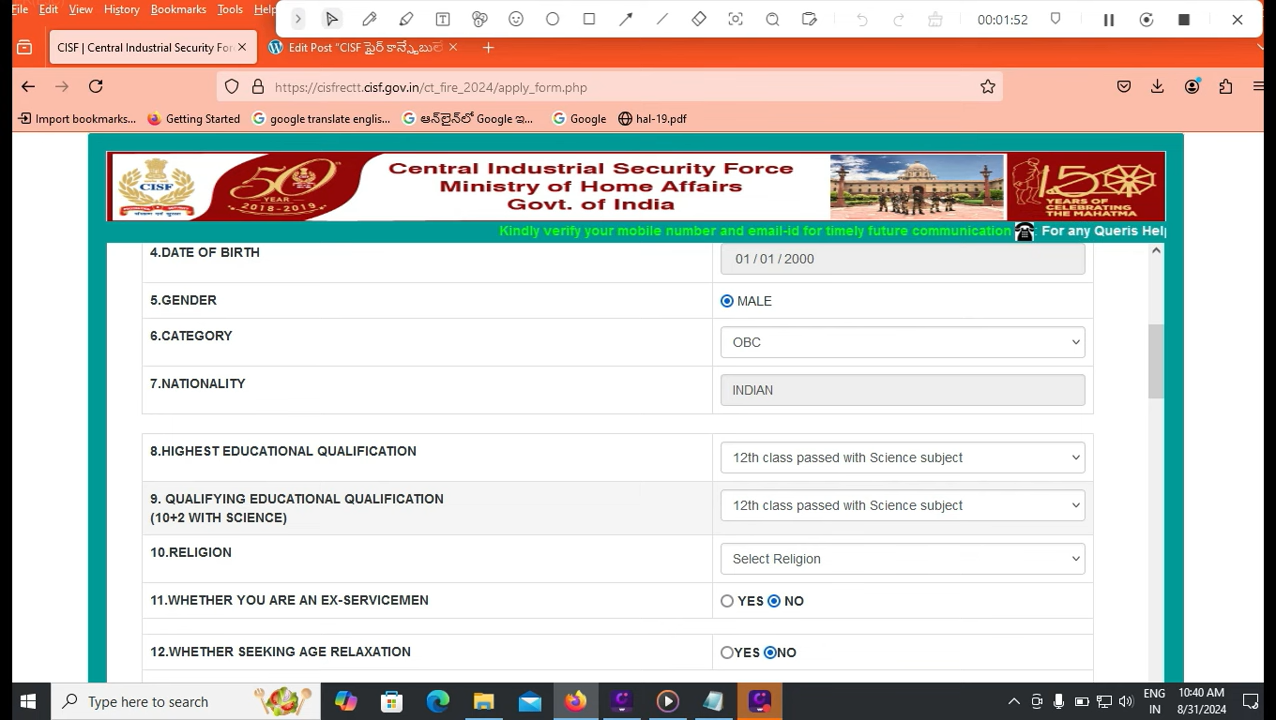 File Edit View History Bookmarks Tools H
00:01:52
CISF | Central Industrial Security For
Edit Post "CISF ఫైర్ కాన్స్టేబుల్
https://cisfrectt.cisf.gov.in/ct_fire_2024/apply_form.php
Import bookmarks... Getting Started google translate englis... ఆన్‌లైన్‌లో Google ఇ... Google hal-19.pdf
CISF
50
YEAR
2018-2019
Central Industrial Security Force
Ministry of Home Affairs
Govt. of India
150
YEARS OF
CELEBRATING
THE MAHATMA
Kindly verify your mobile number and email-id for timely future communication For any Queris Help
4.DATE OF BIRTH 01 / 01 / 2000
5.GENDER MALE
6.CATEGORY OBC
7.NATIONALITY INDIAN
8.HIGHEST EDUCATIONAL QUALIFICATION 12th class passed with Science subject
9. QUALIFYING EDUCATIONAL QUALIFICATION 12th class passed with Science subject
(10+2 WITH SCIENCE)
10.RELIGION Select Religion
11.WHETHER YOU ARE AN EX-SERVICEMEN YES NO
12.WHETHER SEEKING AGE RELAXATION YES NO
Type here to search
ENG
IN
10:40 AM
8/31/2024